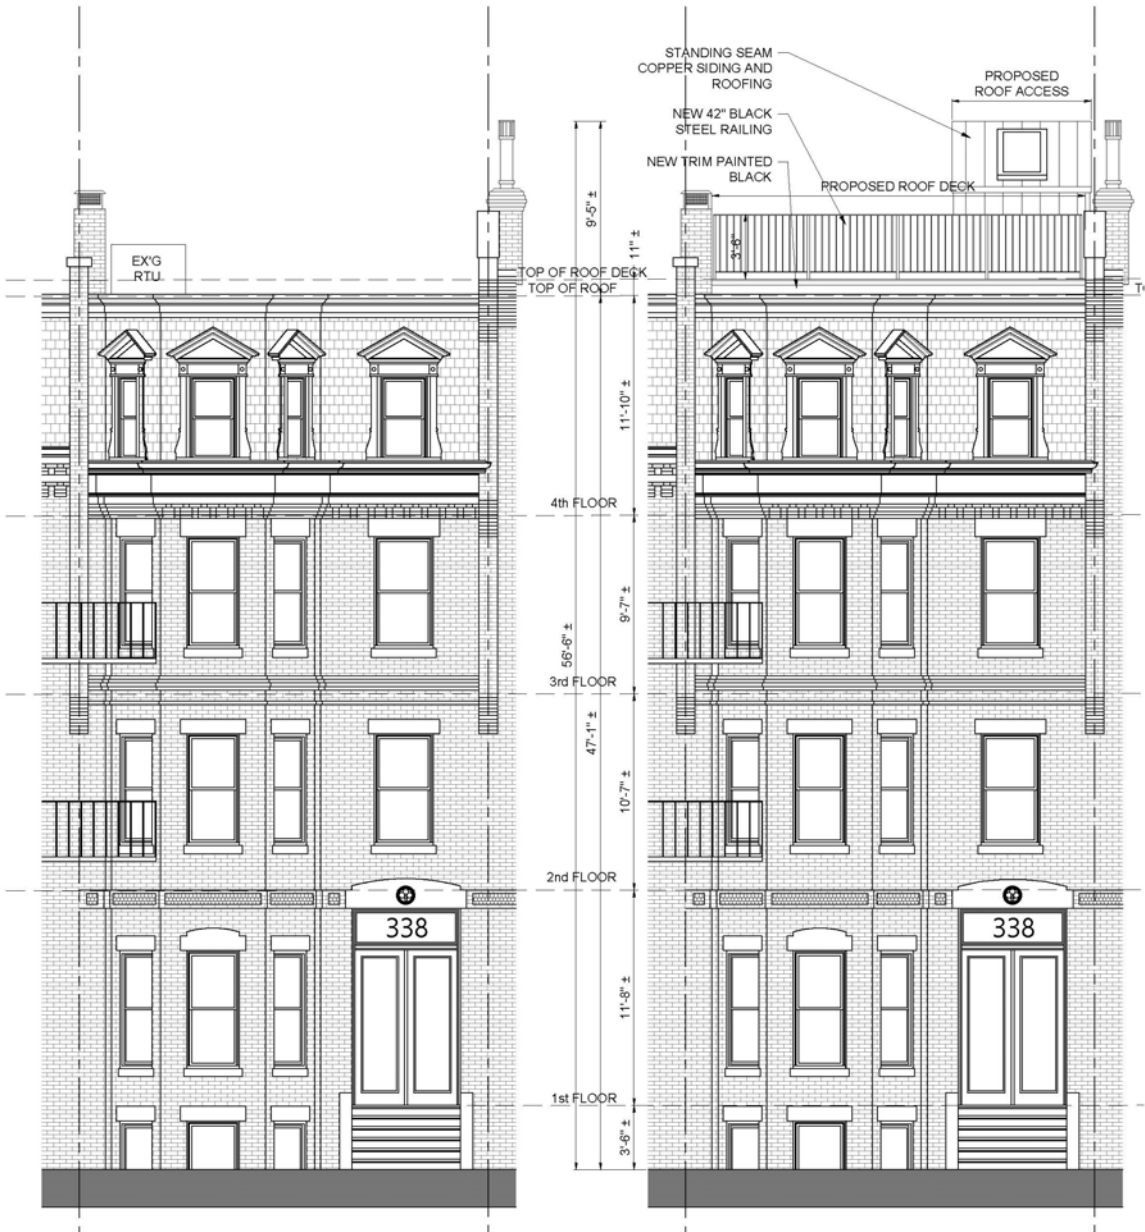 STANDING SEAM
COPPER SIDING AND
ROOFING
PROPOSED
ROOF ACCESS
NEW 42" BLACK
STEEL RAILING
NEW TRIM PAINTED
BLACK
PROPOSED ROOF DECK
9'-5" ±
11" ±
3'-6"
EX'G
RTU
TOP OF ROOF DECK
TOP OF ROOF
11'-10" ±
4th FLOOR
9'-7" ±
56'-6" ±
3rd FLOOR
47'-1" ±
10'-7" ±
2nd FLOOR
338
338
11'-8" ±
1st FLOOR
3'-6" ±